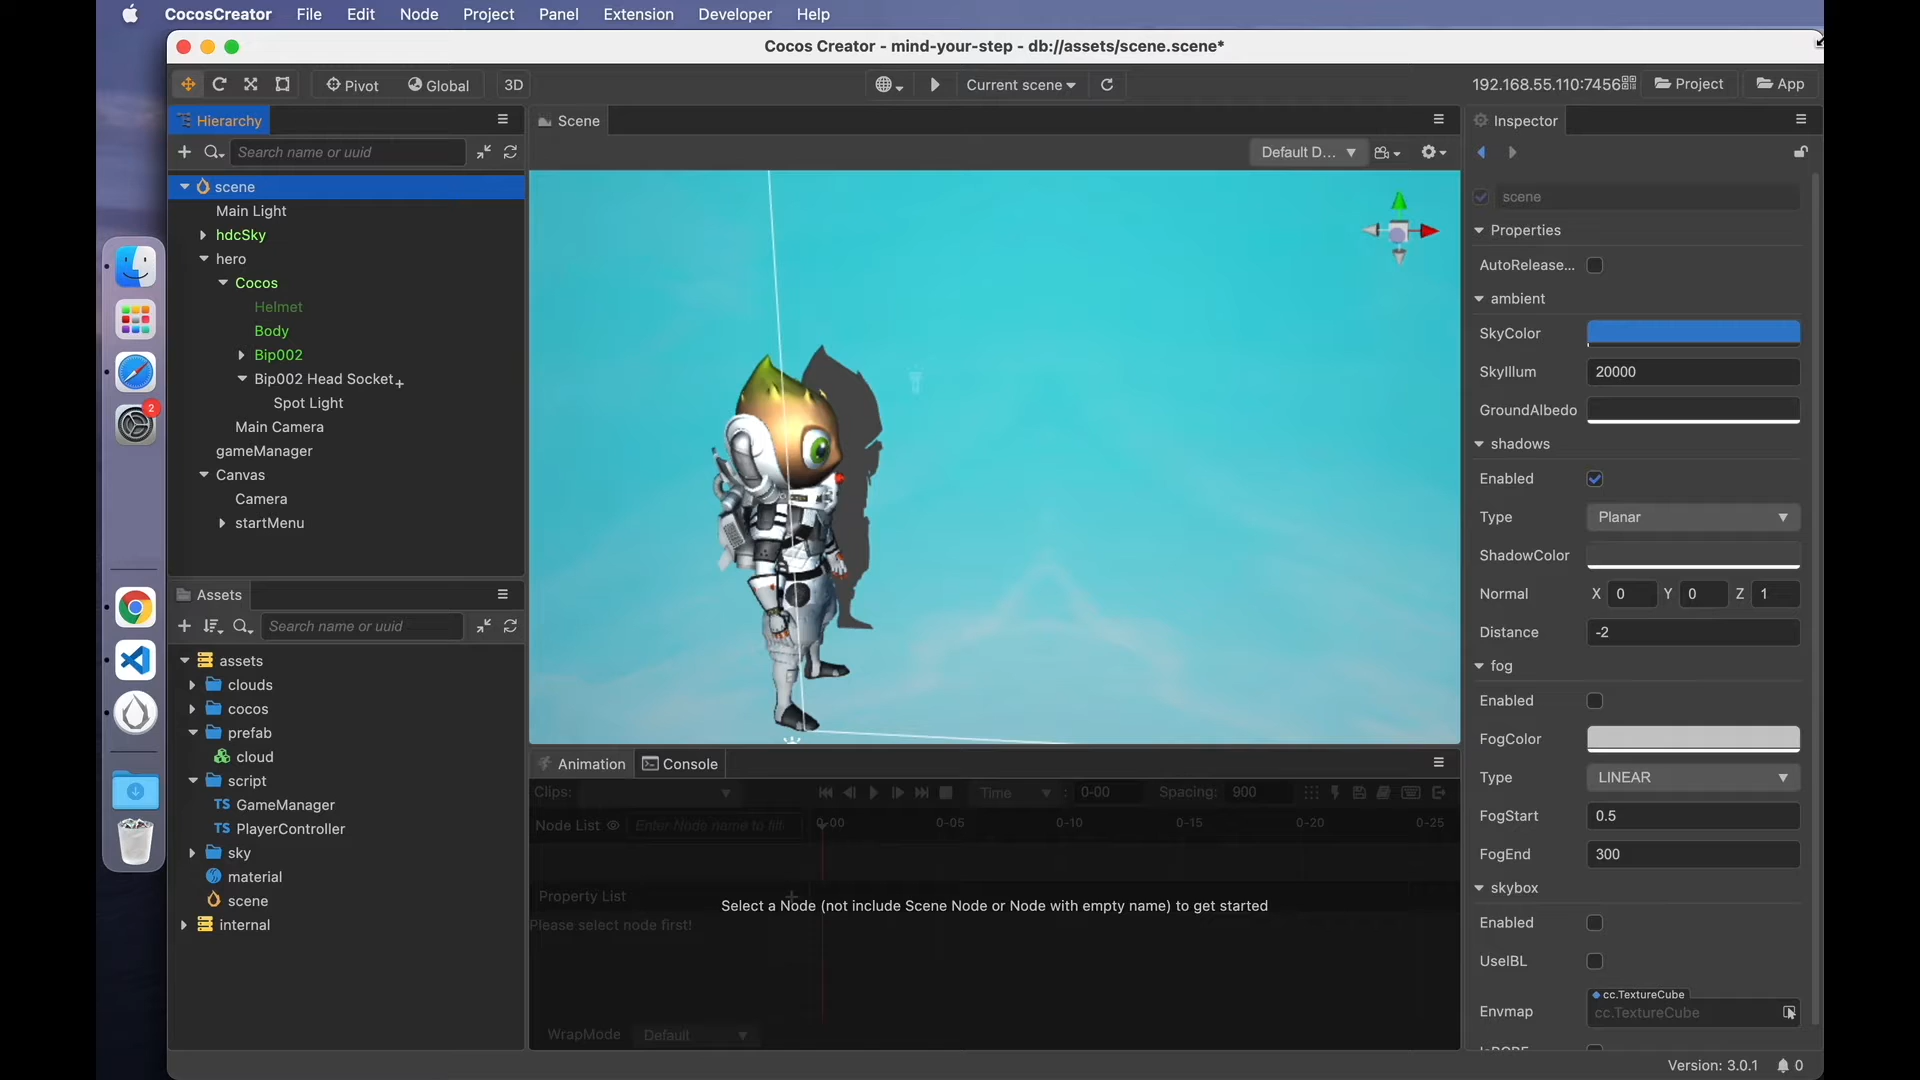 CocosCreator File Edit Node Project Panel Extension Developer Help
Cocos Creator - mind-your-step - db://assets/scene.scene*
Pivot Global 3D Current scene 192.168.55.110:7456 Project App
Hierarchy
Search name or uuid
scene
Main Light
hdcSky
hero
Cocos
Helmet
Body
Bip002
Bip002 Head Socket
Spot Light
Main Camera
gameManager
Canvas
Camera
startMenu
2
Assets
Search name or uuid
assets
clouds
cocos
prefab
cloud
script
TS GameManager
TS PlayerController
sky
material
scene
internal
Scene
Default D...
Animation Console
Clips: Time : 0-00 Spacing: 900
Node List Enter Node name to filt 0-00 0-05 0-10 0-15 0-20 0-25
Property List
Select a Node (not include Scene Node or Node with empty name) to get started
Please select node first!
WrapMode Default
Inspector
scene
Properties
AutoRelease...
ambient
SkyColor
SkyIllum 20000
GroundAlbedo
shadows
Enabled
Type Planar
ShadowColor
Normal X 0 Y 0 Z 1
Distance -2
fog
Enabled
FogColor
Type LINEAR
FogStart 0.5
FogEnd 300
skybox
Enabled
UseIBL
cc.TextureCube
Envmap cc.TextureCube
Version: 3.0.1 0